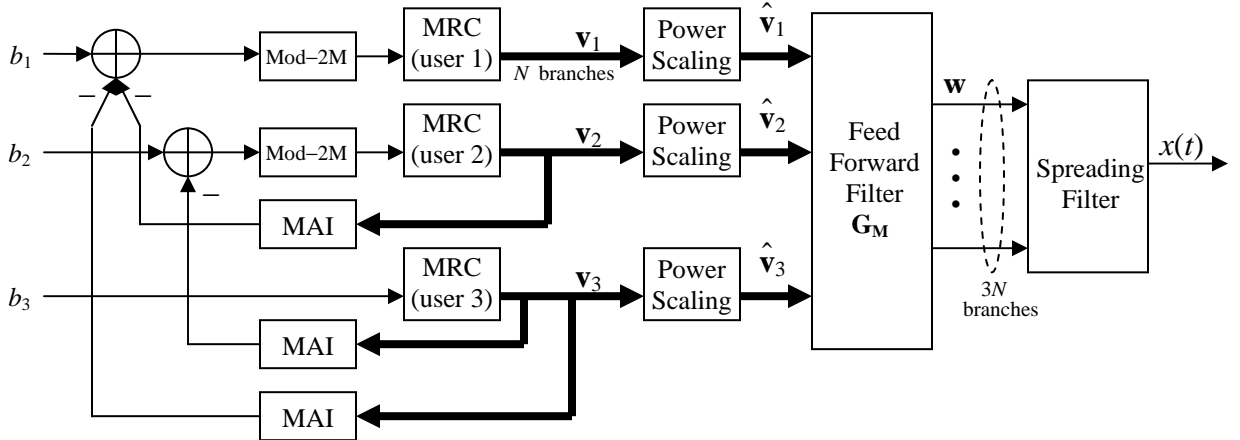 b₁
−
−
Mod−2M
MRC
(user 1)
v₁
N branches
Power
Scaling
v̂₁
b₂
−
Mod−2M
MRC
(user 2)
v₂
Power
Scaling
v̂₂
MAI
b₃
MRC
(user 3)
v₃
Power
Scaling
v̂₃
MAI
MAI
Feed
Forward
Filter
G_M
w
3N
branches
Spreading
Filter
x(t)